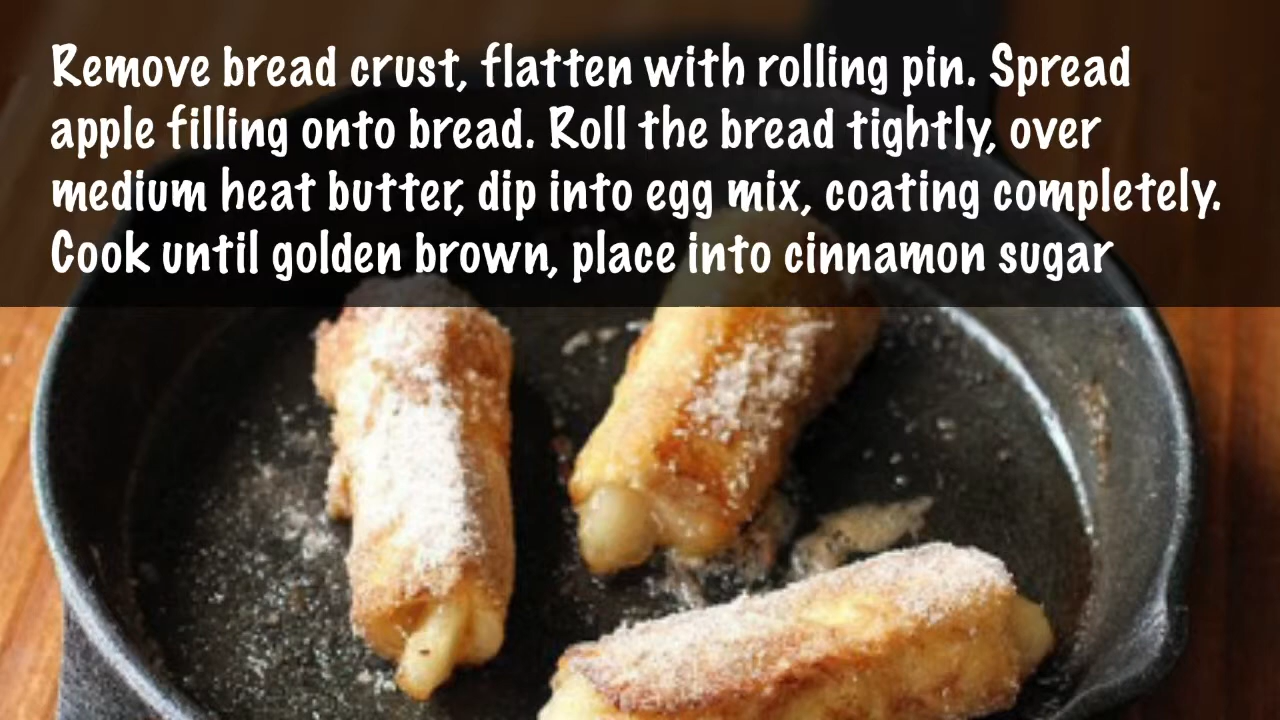 Remove bread crust, flatten with rolling pin. Spread
apple filling onto bread. Roll the bread tightly, over
medium heat butter, dip into egg mix, coating completely.
Cook until golden brown, place into cinnamon sugar